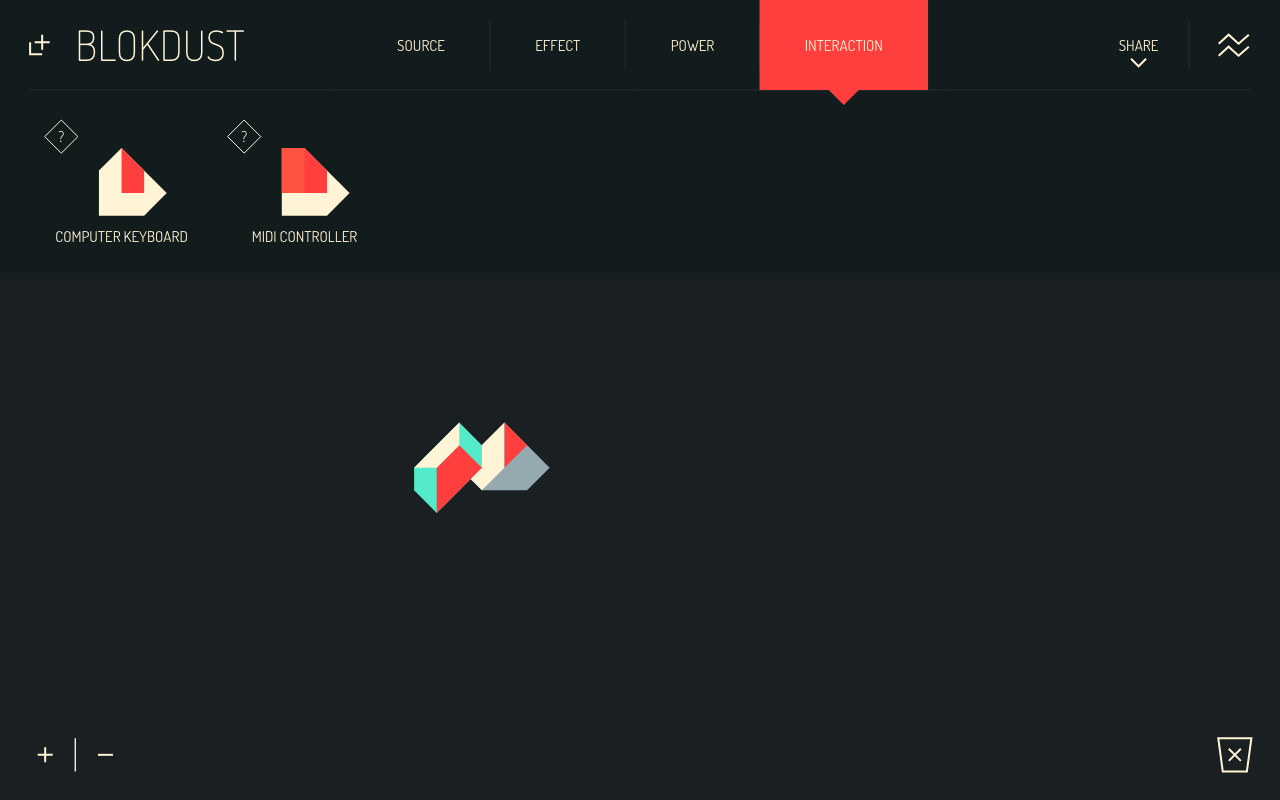 BLOKDUST
SOURCE
EFFECT
POWER
INTERACTION
SHARE
?
?
COMPUTER KEYBOARD
MIDI CONTROLLER